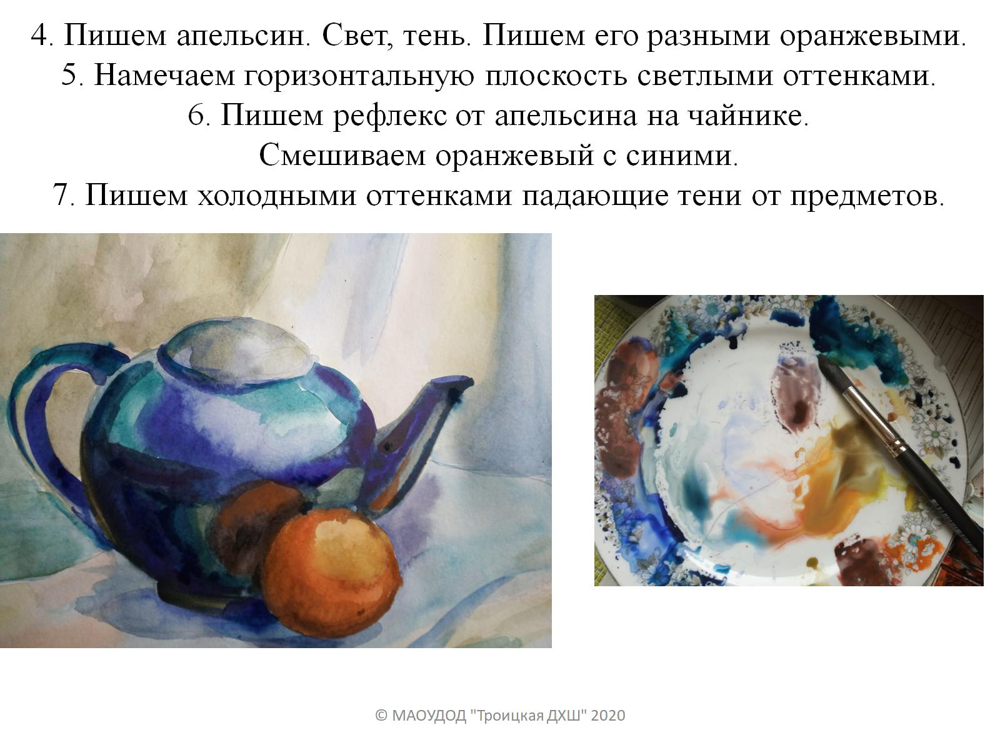 4. Пишем апельсин. Свет, тень. Пишем его разными оранжевыми.
5. Намечаем горизонтальную плоскость светлыми оттенками.
6. Пишем рефлекс от апельсина на чайнике.
Смешиваем оранжевый с синими.
7. Пишем холодными оттенками падающие тени от предметов.
© МАОУДОД "Троицкая ДХШ" 2020